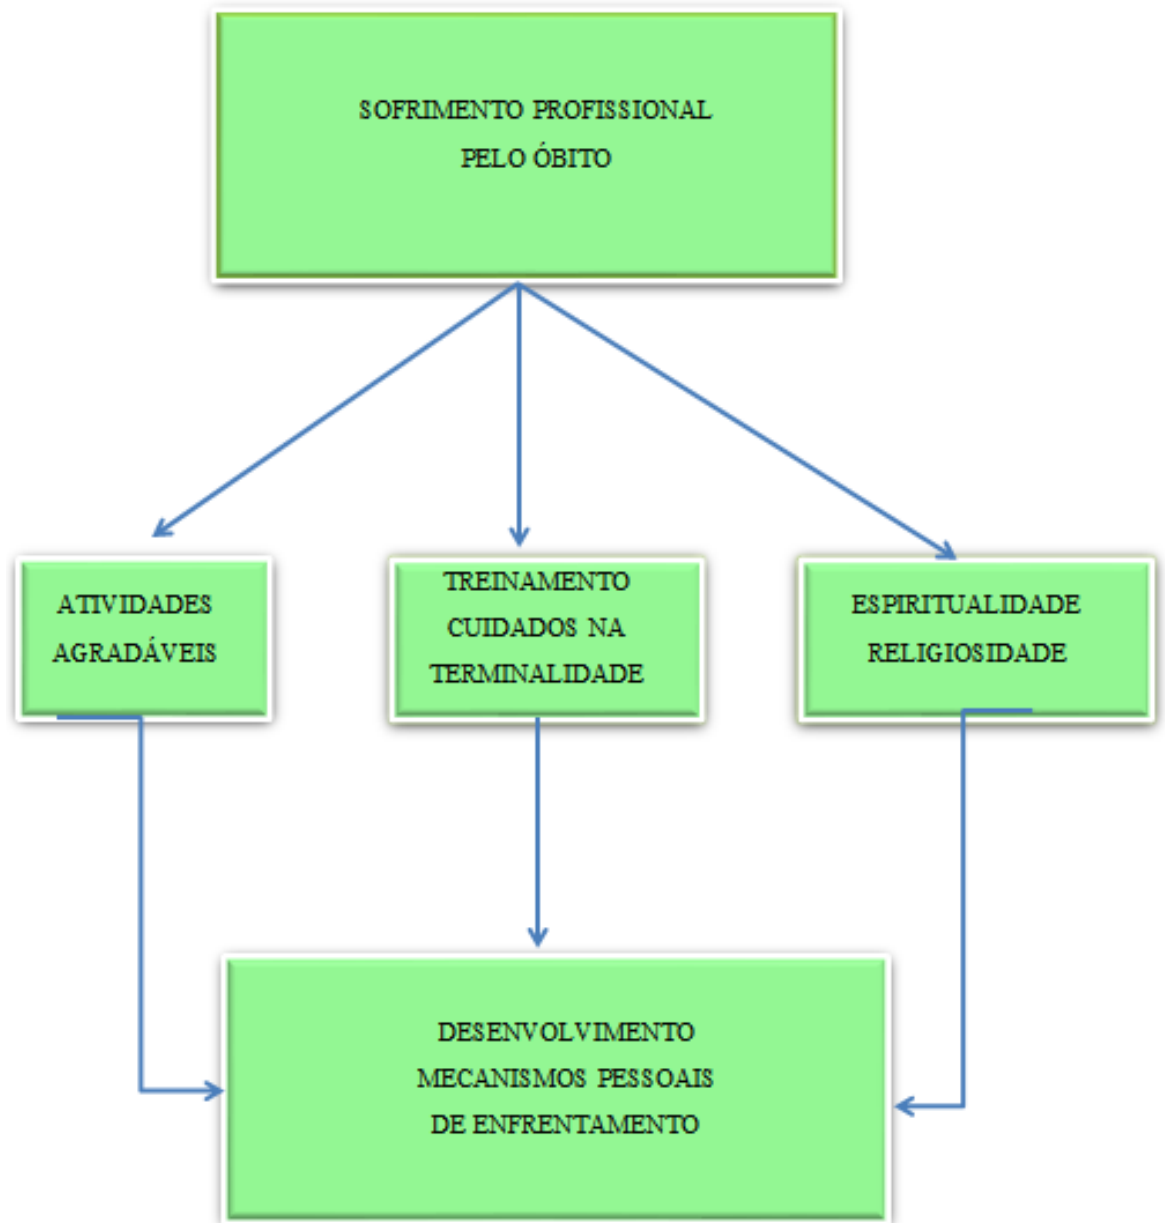 SOFRIMENTO PROFISSIONAL
PELO ÓBITO
ATIVIDADES
AGRADÁVEIS
TREINAMENTO
CUIDADOS NA
TERMINALIDADE
ESPIRITUALIDADE
RELIGIOSIDADE
DESENVOLVIMENTO
MECANISMOS PESSOAIS
DE ENFRENTAMENTO